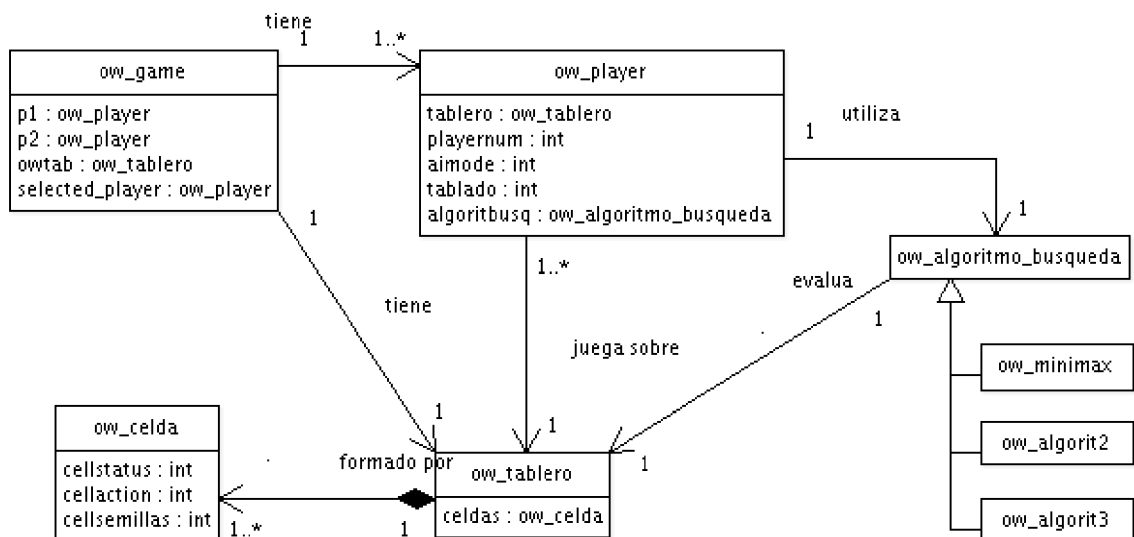 tiene
1
1..*
ow_game
p1 : ow_player
p2 : ow_player
owtab : ow_tablero
selected_player : ow_player
ow_player
tablero : ow_tablero
playernum : int
aimode : int
tablado : int
algoritbusq : ow_algoritmo_busqueda
utiliza
1
1
1
1..*
ow_algoritmo_busqueda
evalua
1
tiene
juega sobre
ow_minimax
ow_algorit2
ow_algorit3
1
1
1
ow_celda
cellstatus : int
cellaction : int
cellsemillas : int
formado por
1..*
1
ow_tablero
celdas : ow_celda